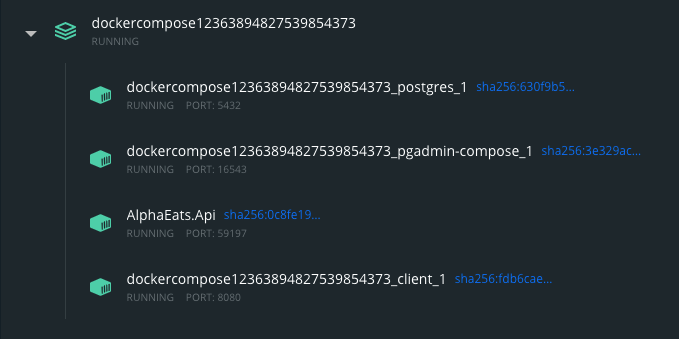 dockercompose12363894827539854373
RUNNING
dockercompose12363894827539854373_postgres_1 sha256:630f9b5...
RUNNING PORT: 5432
dockercompose12363894827539854373_pgadmin-compose_1 sha256:3e329ac...
RUNNING PORT: 16543
AlphaEats.Api sha256:0c8fe19...
RUNNING PORT: 59197
dockercompose12363894827539854373_client_1 sha256:fdb6cae...
RUNNING PORT: 8080